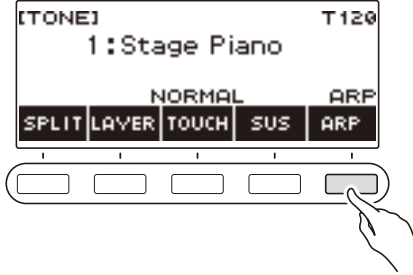 [TONE] T120
1:Stage Piano
NORMAL ARP
SPLIT LAYER TOUCH SUS ARP